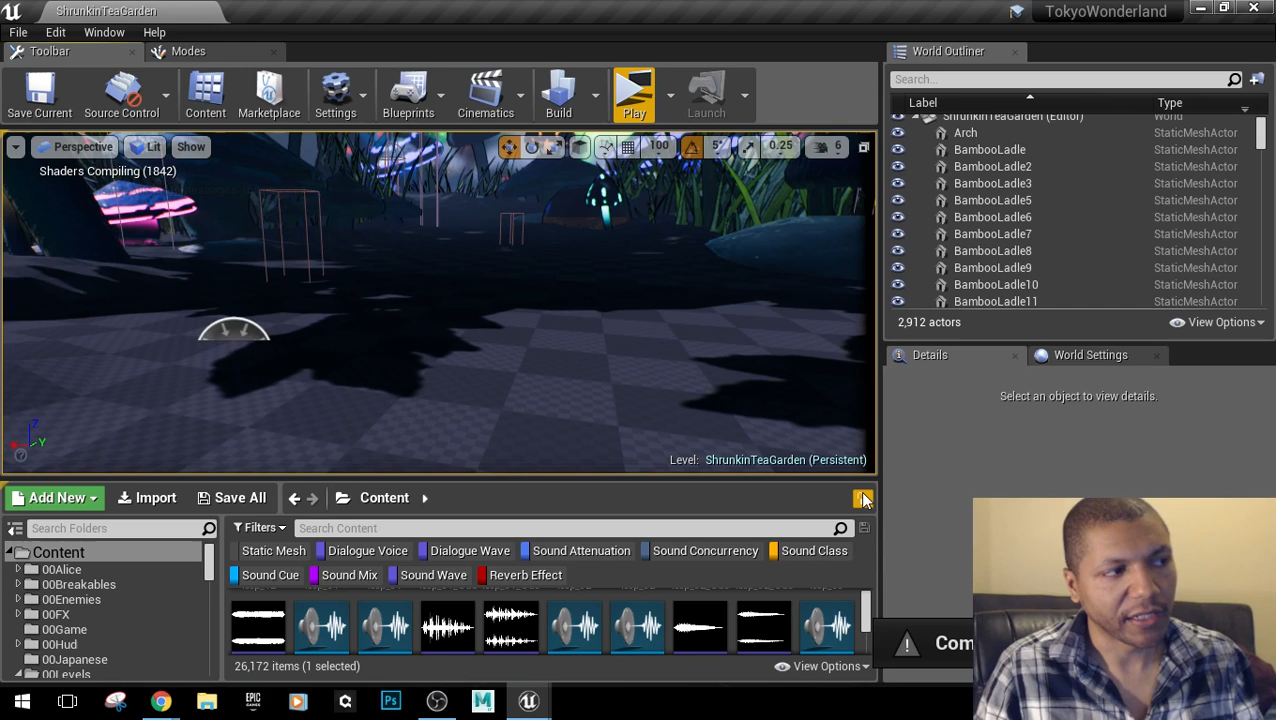 ShrunkinTeaGarden
TokyoWonderland
File Edit Window Help
Toolbar Modes
Save Current Source Control Content Marketplace Settings Blueprints Cinematics Build Play Launch
Perspective Lit Show 100 5° 0.25 6
Shaders Compiling (1842)
Level: ShrunkinTeaGarden (Persistent)
Z
Y
World Outliner
Search...
Label Type
ShrunkinTeaGarden (Editor) World
Arch StaticMeshActor
BambooLadle StaticMeshActor
BambooLadle2 StaticMeshActor
BambooLadle3 StaticMeshActor
BambooLadle5 StaticMeshActor
BambooLadle6 StaticMeshActor
BambooLadle7 StaticMeshActor
BambooLadle8 StaticMeshActor
BambooLadle9 StaticMeshActor
BambooLadle10 StaticMeshActor
BambooLadle11 StaticMeshActor
2,912 actors View Options
Details World Settings
Select an object to view details.
Add New Import Save All Content
Search Folders
Content
00Alice
00Breakables
00Enemies
00FX
00Game
00Hud
00Japanese
00Levels
Filters Search Content
Static Mesh Dialogue Voice Dialogue Wave Sound Attenuation Sound Concurrency Sound Class
Sound Cue Sound Mix Sound Wave Reverb Effect
26,172 items (1 selected) View Options
Com
EPIC GAMES Ps M